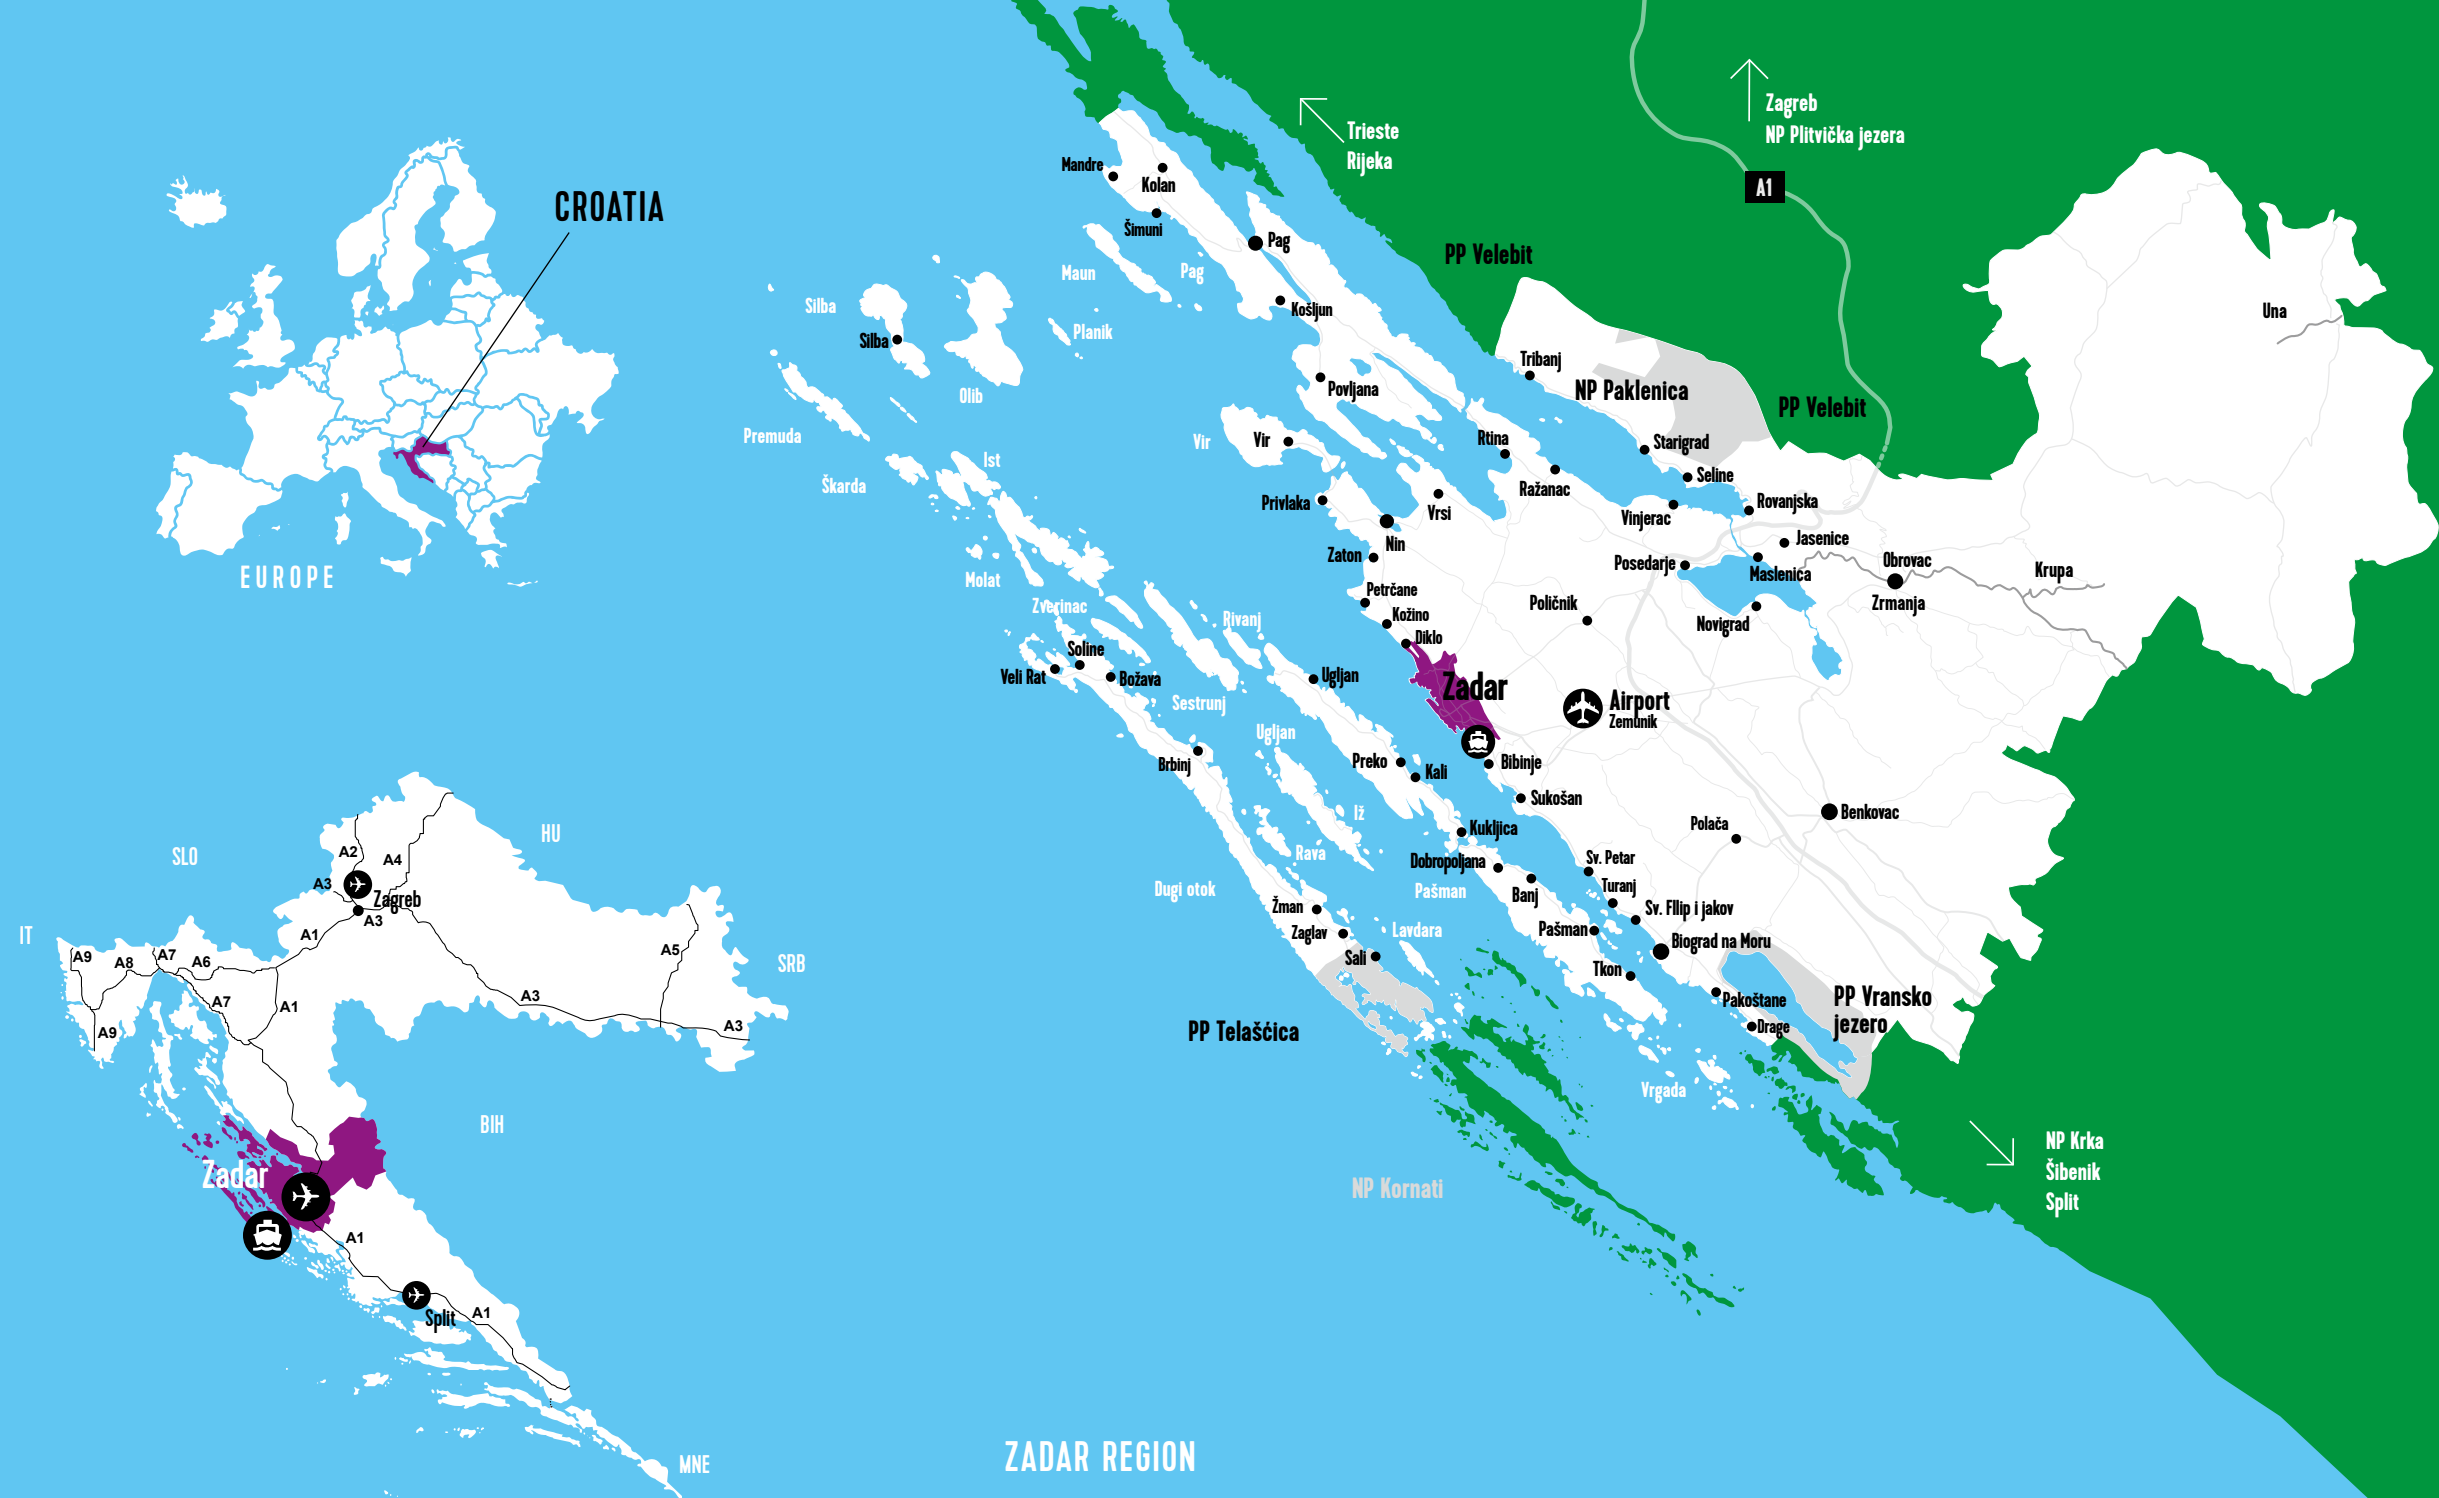 CROATIA
EUROPE
SLO
HU
IT
SRB
BIH
MNE
A2
A4
A3
Zagreb
A3
A1
A5
A9
A8
A7
A6
A7
A1
A3
A3
A9
Zadar
A1
Split
A1
ZADAR REGION
Trieste
Rijeka
Zagreb
NP Plitvička jezera
A1
Mandre
Kolan
Šimuni
Pag
Maun
Pag
PP Velebit
Silba
Silba
Košljun
Planik
Olib
Tribanj
NP Paklenica
PP Velebit
Una
Povljana
Premuda
Vir
Vir
Rtina
Starigrad
Ist
Škarda
Seline
Ražanac
Privlaka
Vrsi
Vinjerac
Rovanjska
Nin
Jasenice
Zaton
Posedarje
Maslenica
Obrovac
Krupa
Molat
Petrčane
Zverinac
Kožino
Poličnik
Zrmanja
Rivanj
Diklo
Novigrad
Soline
Veli Rat
Božava
Ugljan
Zadar
Sestrunj
Airport
Zemunik
Ugljan
Brbinj
Preko
Kali
Bibinje
Sukošan
Iž
Benkovac
Kukljica
Polača
Rava
Dobropoljana
Sv. Petar
Dugi otok
Pašman
Banj
Turanj
Žman
Sv. FIlip i jakov
Zaglav
Lavdara
Pašman
Biograd na Moru
Sali
Tkon
Pakoštane
PP Vransko
jezero
Drage
PP Telašćica
Vrgada
NP Kornati
NP Krka
Šibenik
Split